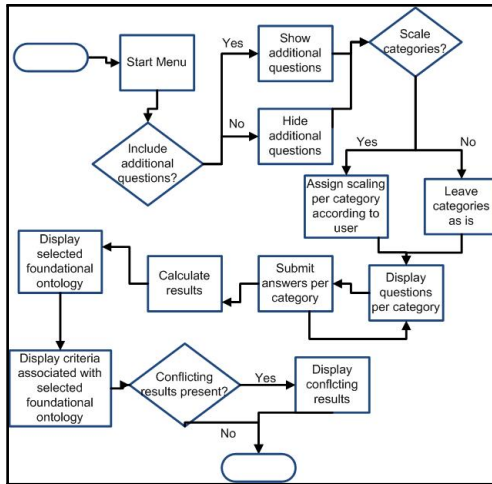 Start Menu
Include
additional
questions?
Yes
No
Show
additional
questions
Hide
additional
questions
Scale
categories?
Yes
No
Assign scaling
per category
according to
user
Leave
categories
as is
Display
questions
per category
Submit
answers per
category
Calculate
results
Display
selected
foundational
ontology
Display criteria
associated with
selected
foundational
ontology
Conflicting
results present?
Yes
No
Display
conflcting
results